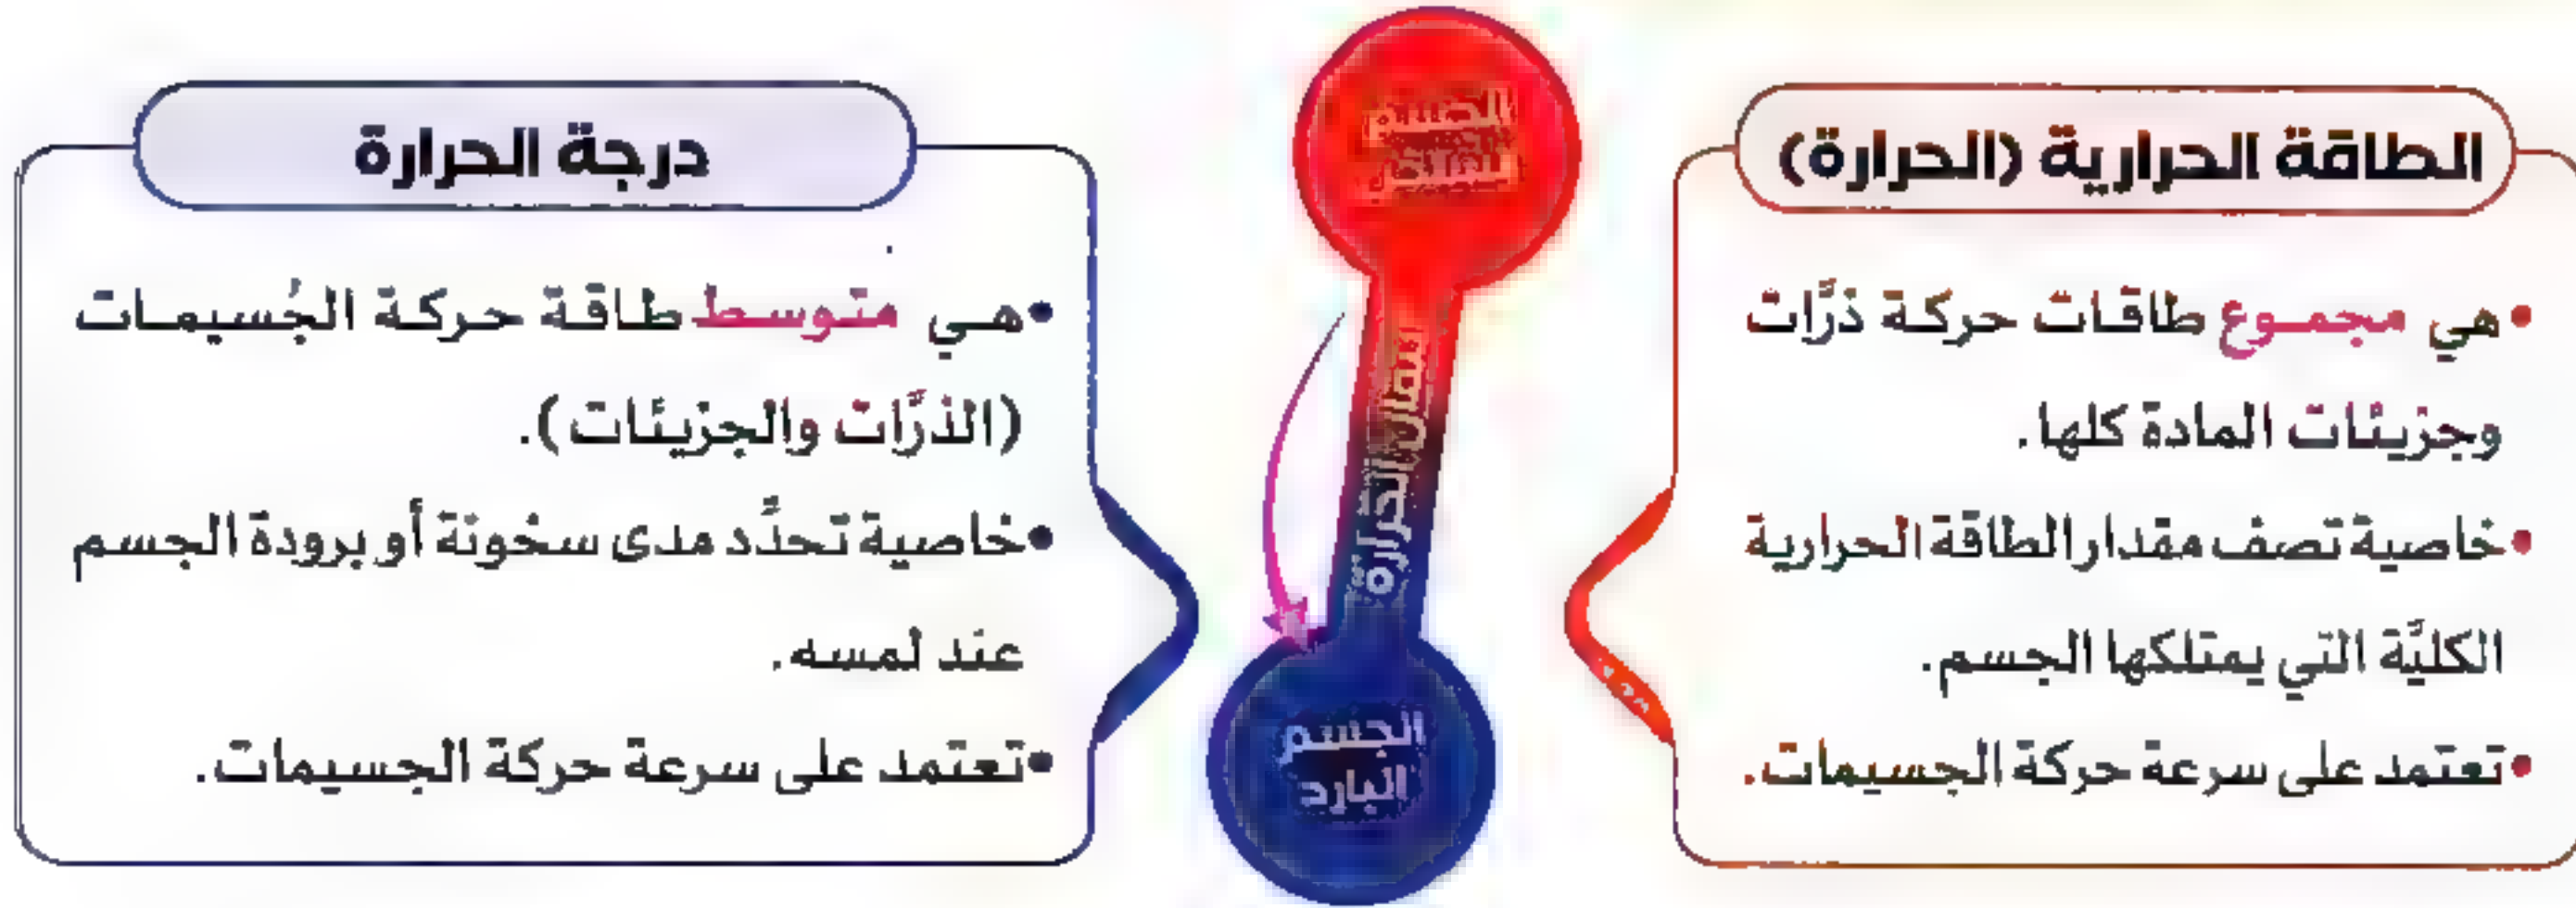 الطاقة الحرارية (الحرارة)
•هي مجموع طاقات حركة ذرَّات
وجزيئات المادة كلها.
•خاصية تصف مقدار الطاقة الحرارية
الكليَّة التي يمتلكها الجسم.
•تعتمد على سرعة حركة الجسيمات.
الجسم
الساخن
انتقال الحرارة
الجسم
البارد
درجة الحرارة
•هي متوسط طاقة حركة الجُسيمات
(الذرَّات والجزيئات).
•خاصية تحدِّد مدى سخونة أو برودة الجسم
عند لمسه.
•تعتمد على سرعة حركة الجسيمات.